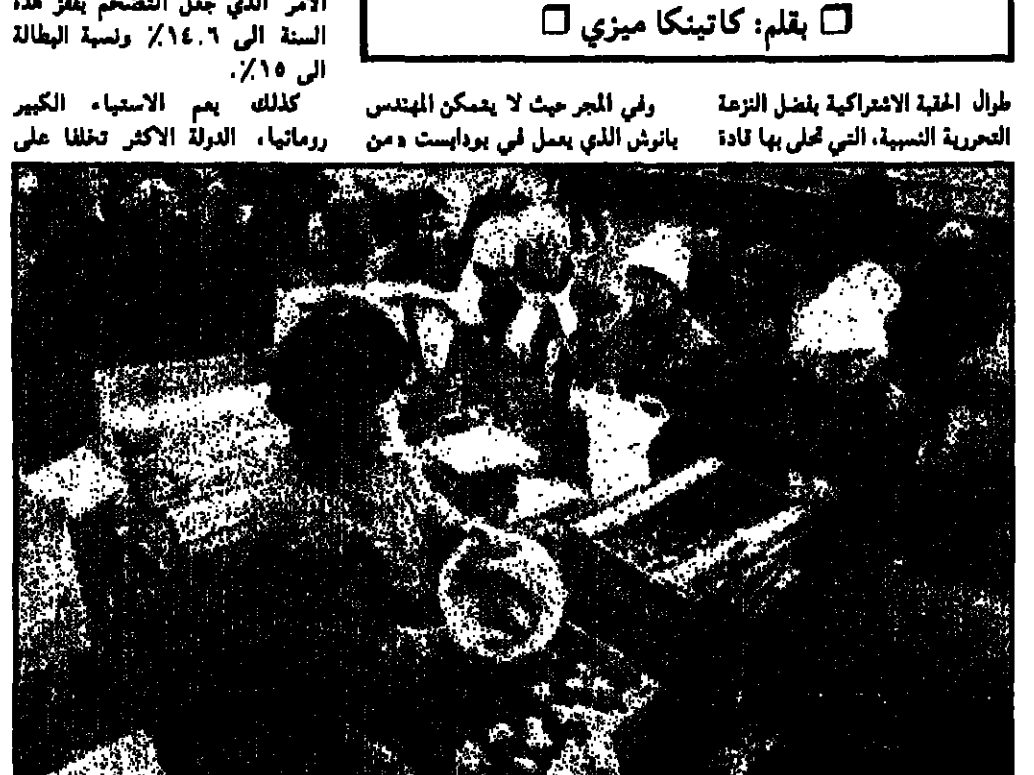 □ بقلم: كاتينكا ميزي □
طوال الحقبة الاشتراكية بفضل النزعة
التحررية النسبية، التي تحلى بها قادة
وفي المجر حيث لا يتمكن المهندس
يانوش الذي يعمل في بودابست «من
الامر الذي جعل التضخم يقفز هذه
السنة الى ١٤.٦٪ ونسبة البطالة
الى ١٥٪.
كذلك يعم الاستياء الكبير
رومانيا، الدولة الاكثر تخلفا على